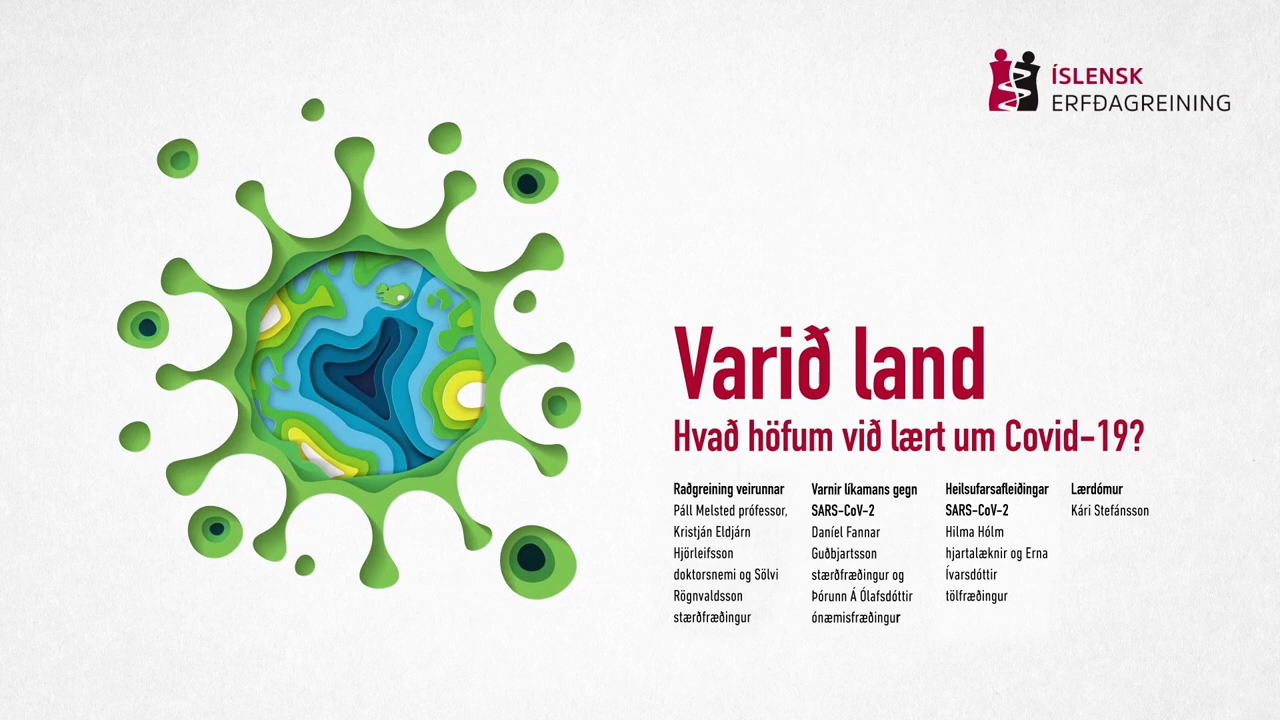 ÍSLENSK
ERFÐAGREINING
Varið land
Hvað höfum við lært um Covid-19?
Raðgreining veirunnar
Páll Melsted prófessor,
Kristján Eldjárn
Hjörleifsson
doktorsnemi og Sölvi
Rögnvaldsson
stærðfræðingur
Varnir líkamans gegn
SARS-CoV-2
Daníel Fannar
Guðbjartsson
stærðfræðingur og
Þórunn Á Ólafsdóttir
ónæmisfræðingur
Heilsufarsafleiðingar
SARS-CoV-2
Hilma Hólm
hjartalæknir og Erna
Ívarsdóttir
tölfræðingur
Lærdómur
Kári Stefánsson